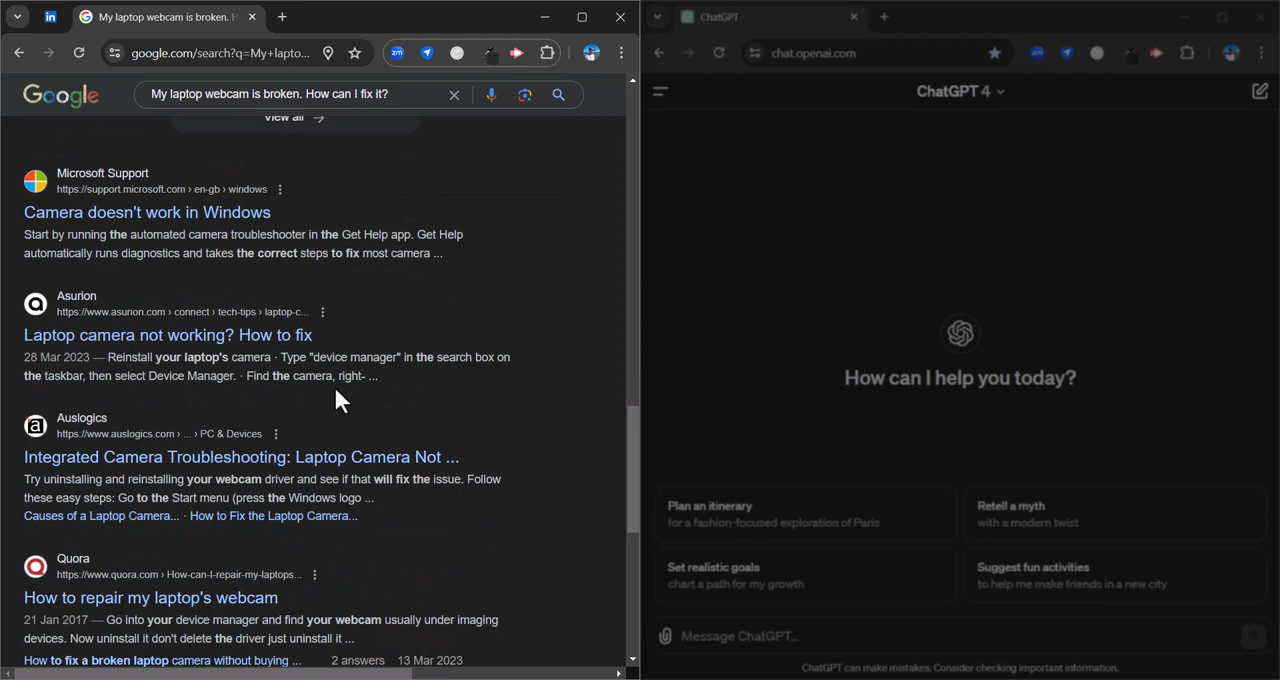 My laptop webcam is broken. H
google.com/search?q=My+lapto...
zm
Google
My laptop webcam is broken. How can I fix it?
View all
Microsoft Support
https://support.microsoft.com › en-gb › windows
Camera doesn't work in Windows
Start by running the automated camera troubleshooter in the Get Help app. Get Help
automatically runs diagnostics and takes the correct steps to fix most camera ...
Asurion
https://www.asurion.com › connect › tech-tips › laptop-c...
Laptop camera not working? How to fix
28 Mar 2023 — Reinstall your laptop's camera · Type "device manager" in the search box on
the taskbar, then select Device Manager. · Find the camera, right- ...
Auslogics
https://www.auslogics.com › ... › PC & Devices
Integrated Camera Troubleshooting: Laptop Camera Not ...
Try uninstalling and reinstalling your webcam driver and see if that will fix the issue. Follow
these easy steps: Go to the Start menu (press the Windows logo ...
Causes of a Laptop Camera... · How to Fix the Laptop Camera...
Quora
https://www.quora.com › How-can-I-repair-my-laptops...
How to repair my laptop's webcam
21 Jan 2017 — Go into your device manager and find your webcam usually under imaging
devices. Now uninstall it don't delete the driver just uninstall it ...
How to fix a broken laptop camera without buying ... 2 answers 13 Mar 2023
ChatGPT
chat.openai.com
zm
ChatGPT 4
How can I help you today?
Plan an itinerary
for a fashion-focused exploration of Paris
Retell a myth
with a modern twist
Set realistic goals
chart a path for my growth
Suggest fun activities
to help me make friends in a new city
Message ChatGPT...
ChatGPT can make mistakes. Consider checking important information.